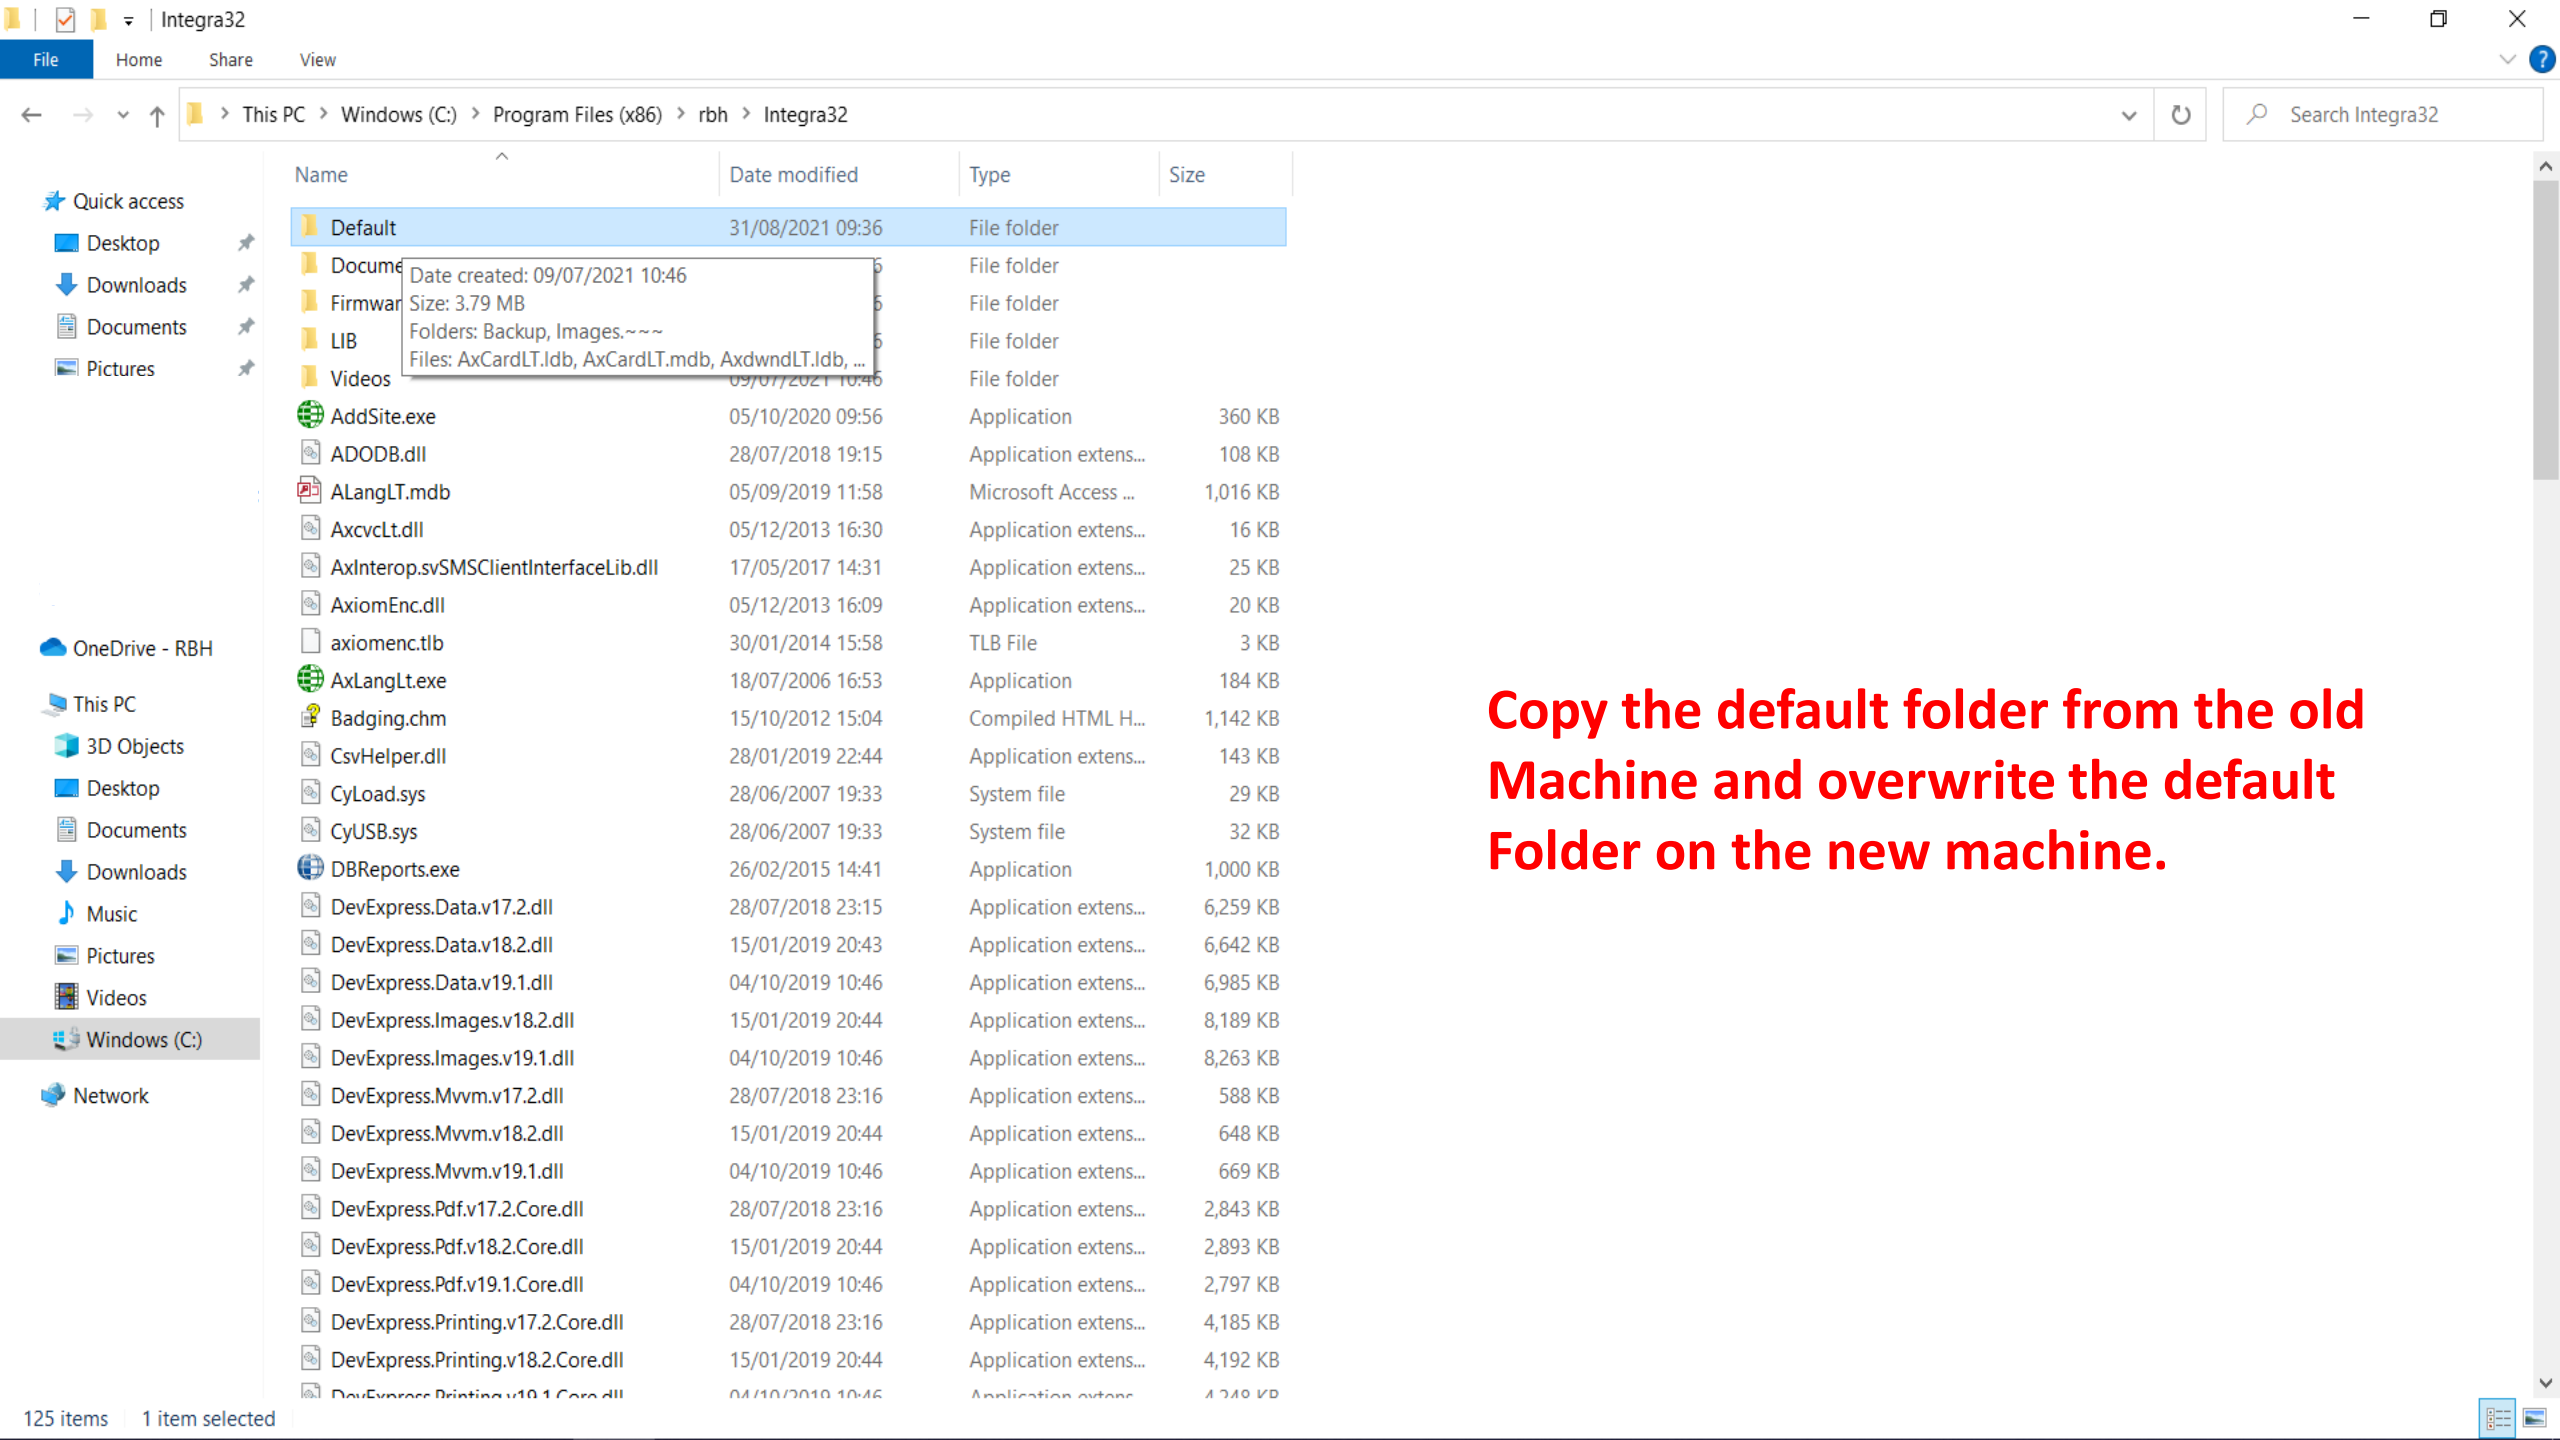 Integra32
File Home Share View
This PC > Windows (C:) > Program Files (x86) > rbh > Integra32
Search Integra32
Name Date modified Type Size
Quick access
Desktop
Downloads
Documents
Pictures
OneDrive - RBH
This PC
3D Objects
Desktop
Documents
Downloads
Music
Pictures
Videos
Windows (C:)
Network
Default 31/08/2021 09:36 File folder
Docume File folder
Firmwar File folder
LIB File folder
Videos 09/07/2021 10:46 File folder
Date created: 09/07/2021 10:46
Size: 3.79 MB
Folders: Backup, Images.~~~
Files: AxCardLT.ldb, AxCardLT.mdb, AxdwndLT.ldb, ...
AddSite.exe 05/10/2020 09:56 Application 360 KB
ADODB.dll 28/07/2018 19:15 Application extens... 108 KB
ALangLT.mdb 05/09/2019 11:58 Microsoft Access ... 1,016 KB
AxcvcLt.dll 05/12/2013 16:30 Application extens... 16 KB
AxInterop.svSMSClientInterfaceLib.dll 17/05/2017 14:31 Application extens... 25 KB
AxiomEnc.dll 05/12/2013 16:09 Application extens... 20 KB
axiomenc.tlb 30/01/2014 15:58 TLB File 3 KB
AxLangLt.exe 18/07/2006 16:53 Application 184 KB
Badging.chm 15/10/2012 15:04 Compiled HTML H... 1,142 KB
CsvHelper.dll 28/01/2019 22:44 Application extens... 143 KB
CyLoad.sys 28/06/2007 19:33 System file 29 KB
CyUSB.sys 28/06/2007 19:33 System file 32 KB
DBReports.exe 26/02/2015 14:41 Application 1,000 KB
DevExpress.Data.v17.2.dll 28/07/2018 23:15 Application extens... 6,259 KB
DevExpress.Data.v18.2.dll 15/01/2019 20:43 Application extens... 6,642 KB
DevExpress.Data.v19.1.dll 04/10/2019 10:46 Application extens... 6,985 KB
DevExpress.Images.v18.2.dll 15/01/2019 20:44 Application extens... 8,189 KB
DevExpress.Images.v19.1.dll 04/10/2019 10:46 Application extens... 8,263 KB
DevExpress.Mvvm.v17.2.dll 28/07/2018 23:16 Application extens... 588 KB
DevExpress.Mvvm.v18.2.dll 15/01/2019 20:44 Application extens... 648 KB
DevExpress.Mvvm.v19.1.dll 04/10/2019 10:46 Application extens... 669 KB
DevExpress.Pdf.v17.2.Core.dll 28/07/2018 23:16 Application extens... 2,843 KB
DevExpress.Pdf.v18.2.Core.dll 15/01/2019 20:44 Application extens... 2,893 KB
DevExpress.Pdf.v19.1.Core.dll 04/10/2019 10:46 Application extens... 2,797 KB
DevExpress.Printing.v17.2.Core.dll 28/07/2018 23:16 Application extens... 4,185 KB
DevExpress.Printing.v18.2.Core.dll 15/01/2019 20:44 Application extens... 4,192 KB
DevExpress.Printing.v19.1.Core.dll 04/10/2019 10:46 Application extens... 4,248 KB
Copy the default folder from the old
Machine and overwrite the default
Folder on the new machine.
125 items 1 item selected